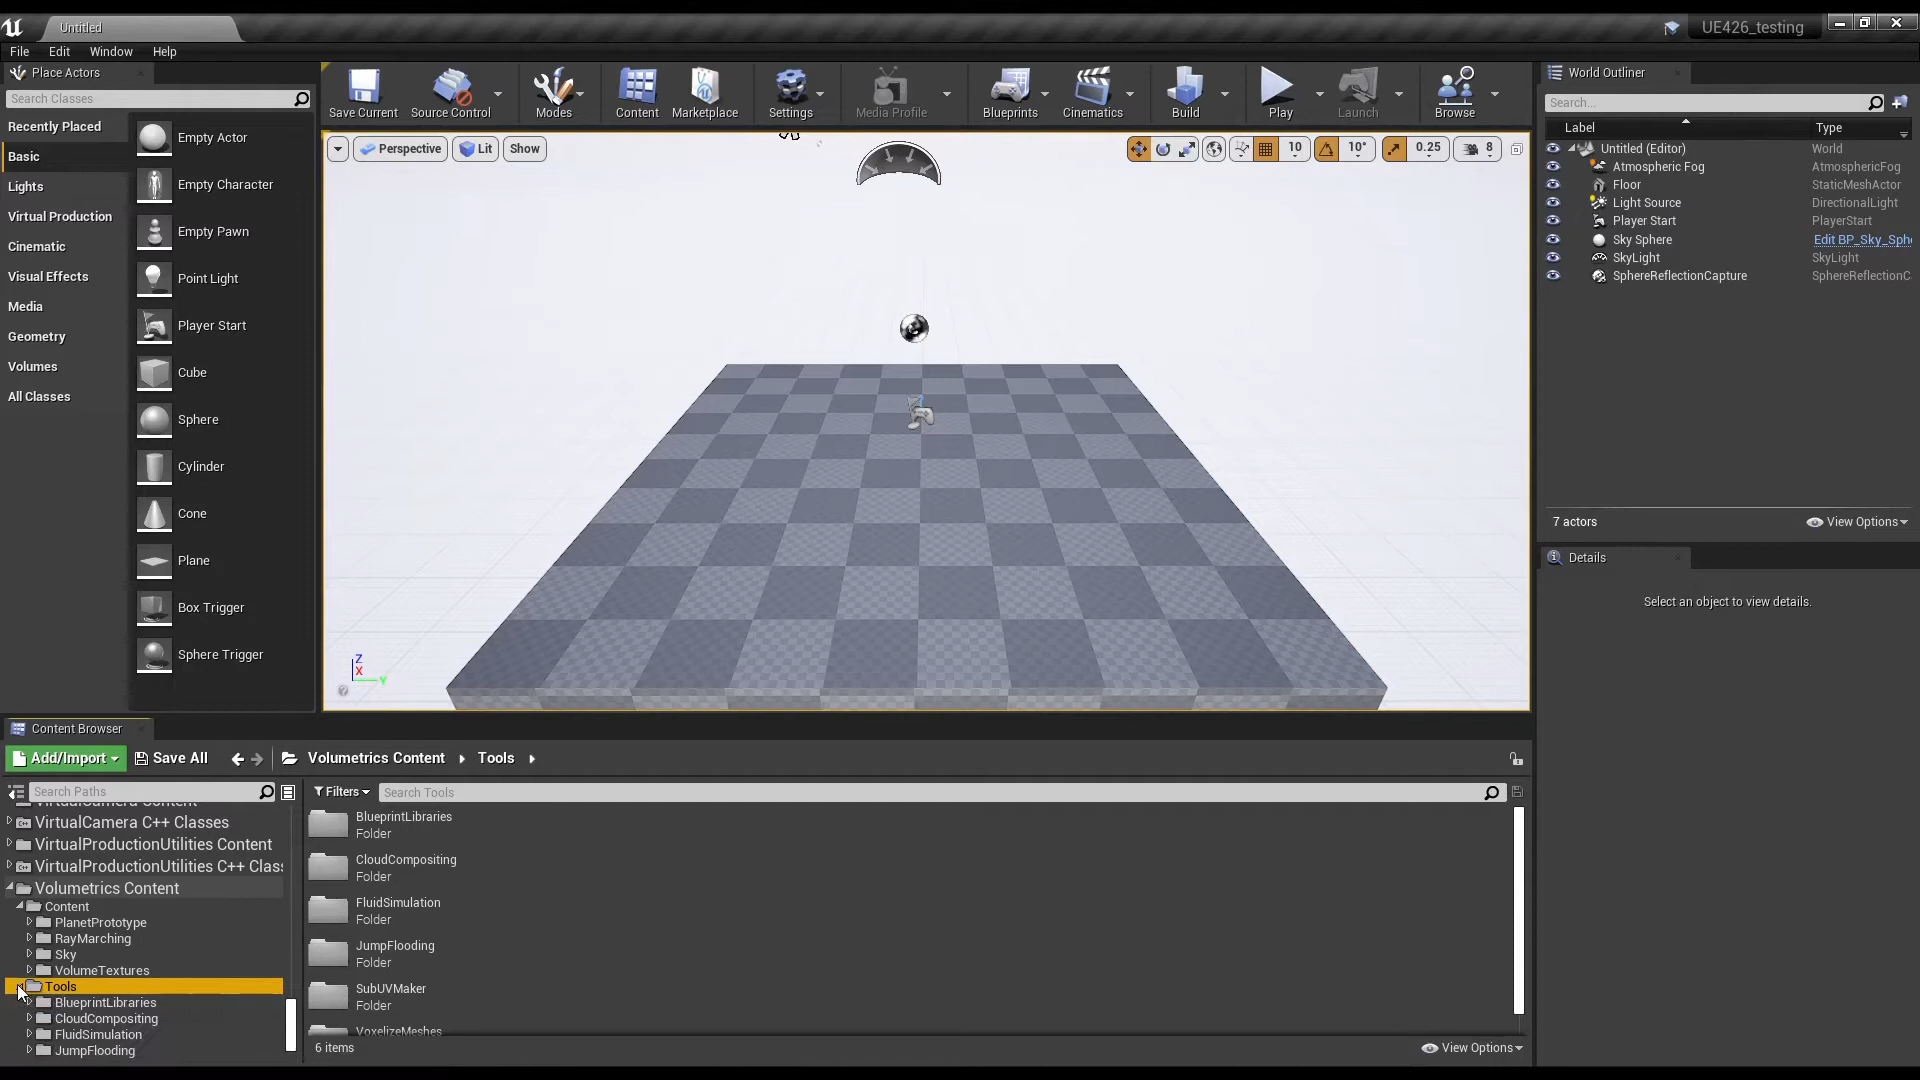 Untitled
UE426_testing
File Edit Window Help
Place Actors
Search Classes
Recently Placed
Basic
Lights
Virtual Production
Cinematic
Visual Effects
Media
Geometry
Volumes
All Classes
Empty Actor
Empty Character
Empty Pawn
Point Light
Player Start
Cube
Sphere
Cylinder
Cone
Plane
Box Trigger
Sphere Trigger
Save Current Source Control Modes Content Marketplace Settings Media Profile Blueprints Cinematics Build Play Launch Browse
Perspective Lit Show
10 10° 0.25 8
Z
X
Y
World Outliner
Search...
Label Type
Untitled (Editor) World
Atmospheric Fog AtmosphericFog
Floor StaticMeshActor
Light Source DirectionalLight
Player Start PlayerStart
Sky Sphere Edit BP_Sky_Sph
SkyLight SkyLight
SphereReflectionCapture SphereReflectionC
7 actors View Options
Details
Select an object to view details.
Content Browser
Add/Import Save All Volumetrics Content Tools
Search Paths
Filters Search Tools
VirtualCamera Content
VirtualCamera C++ Classes
VirtualProductionUtilities Content
VirtualProductionUtilities C++ Class
Volumetrics Content
Content
PlanetPrototype
RayMarching
Sky
VolumeTextures
Tools
BlueprintLibraries
CloudCompositing
FluidSimulation
JumpFlooding
BlueprintLibraries
Folder
CloudCompositing
Folder
FluidSimulation
Folder
JumpFlooding
Folder
SubUVMaker
Folder
VoxelizeMeshes
6 items View Options